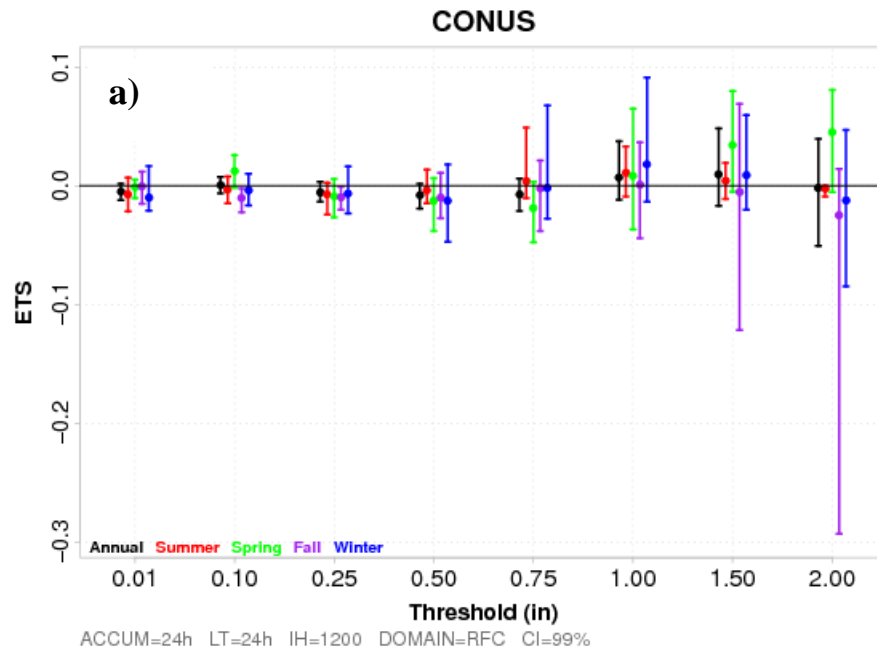 CONUS
a)
0.1
0.0
−0.1
−0.2
−0.3
ETS
Annual Summer Spring Fall Winter
0.01 0.10 0.25 0.50 0.75 1.00 1.50 2.00
Threshold (in)
ACCUM=24h LT=24h IH=1200 DOMAIN=RFC CI=99%